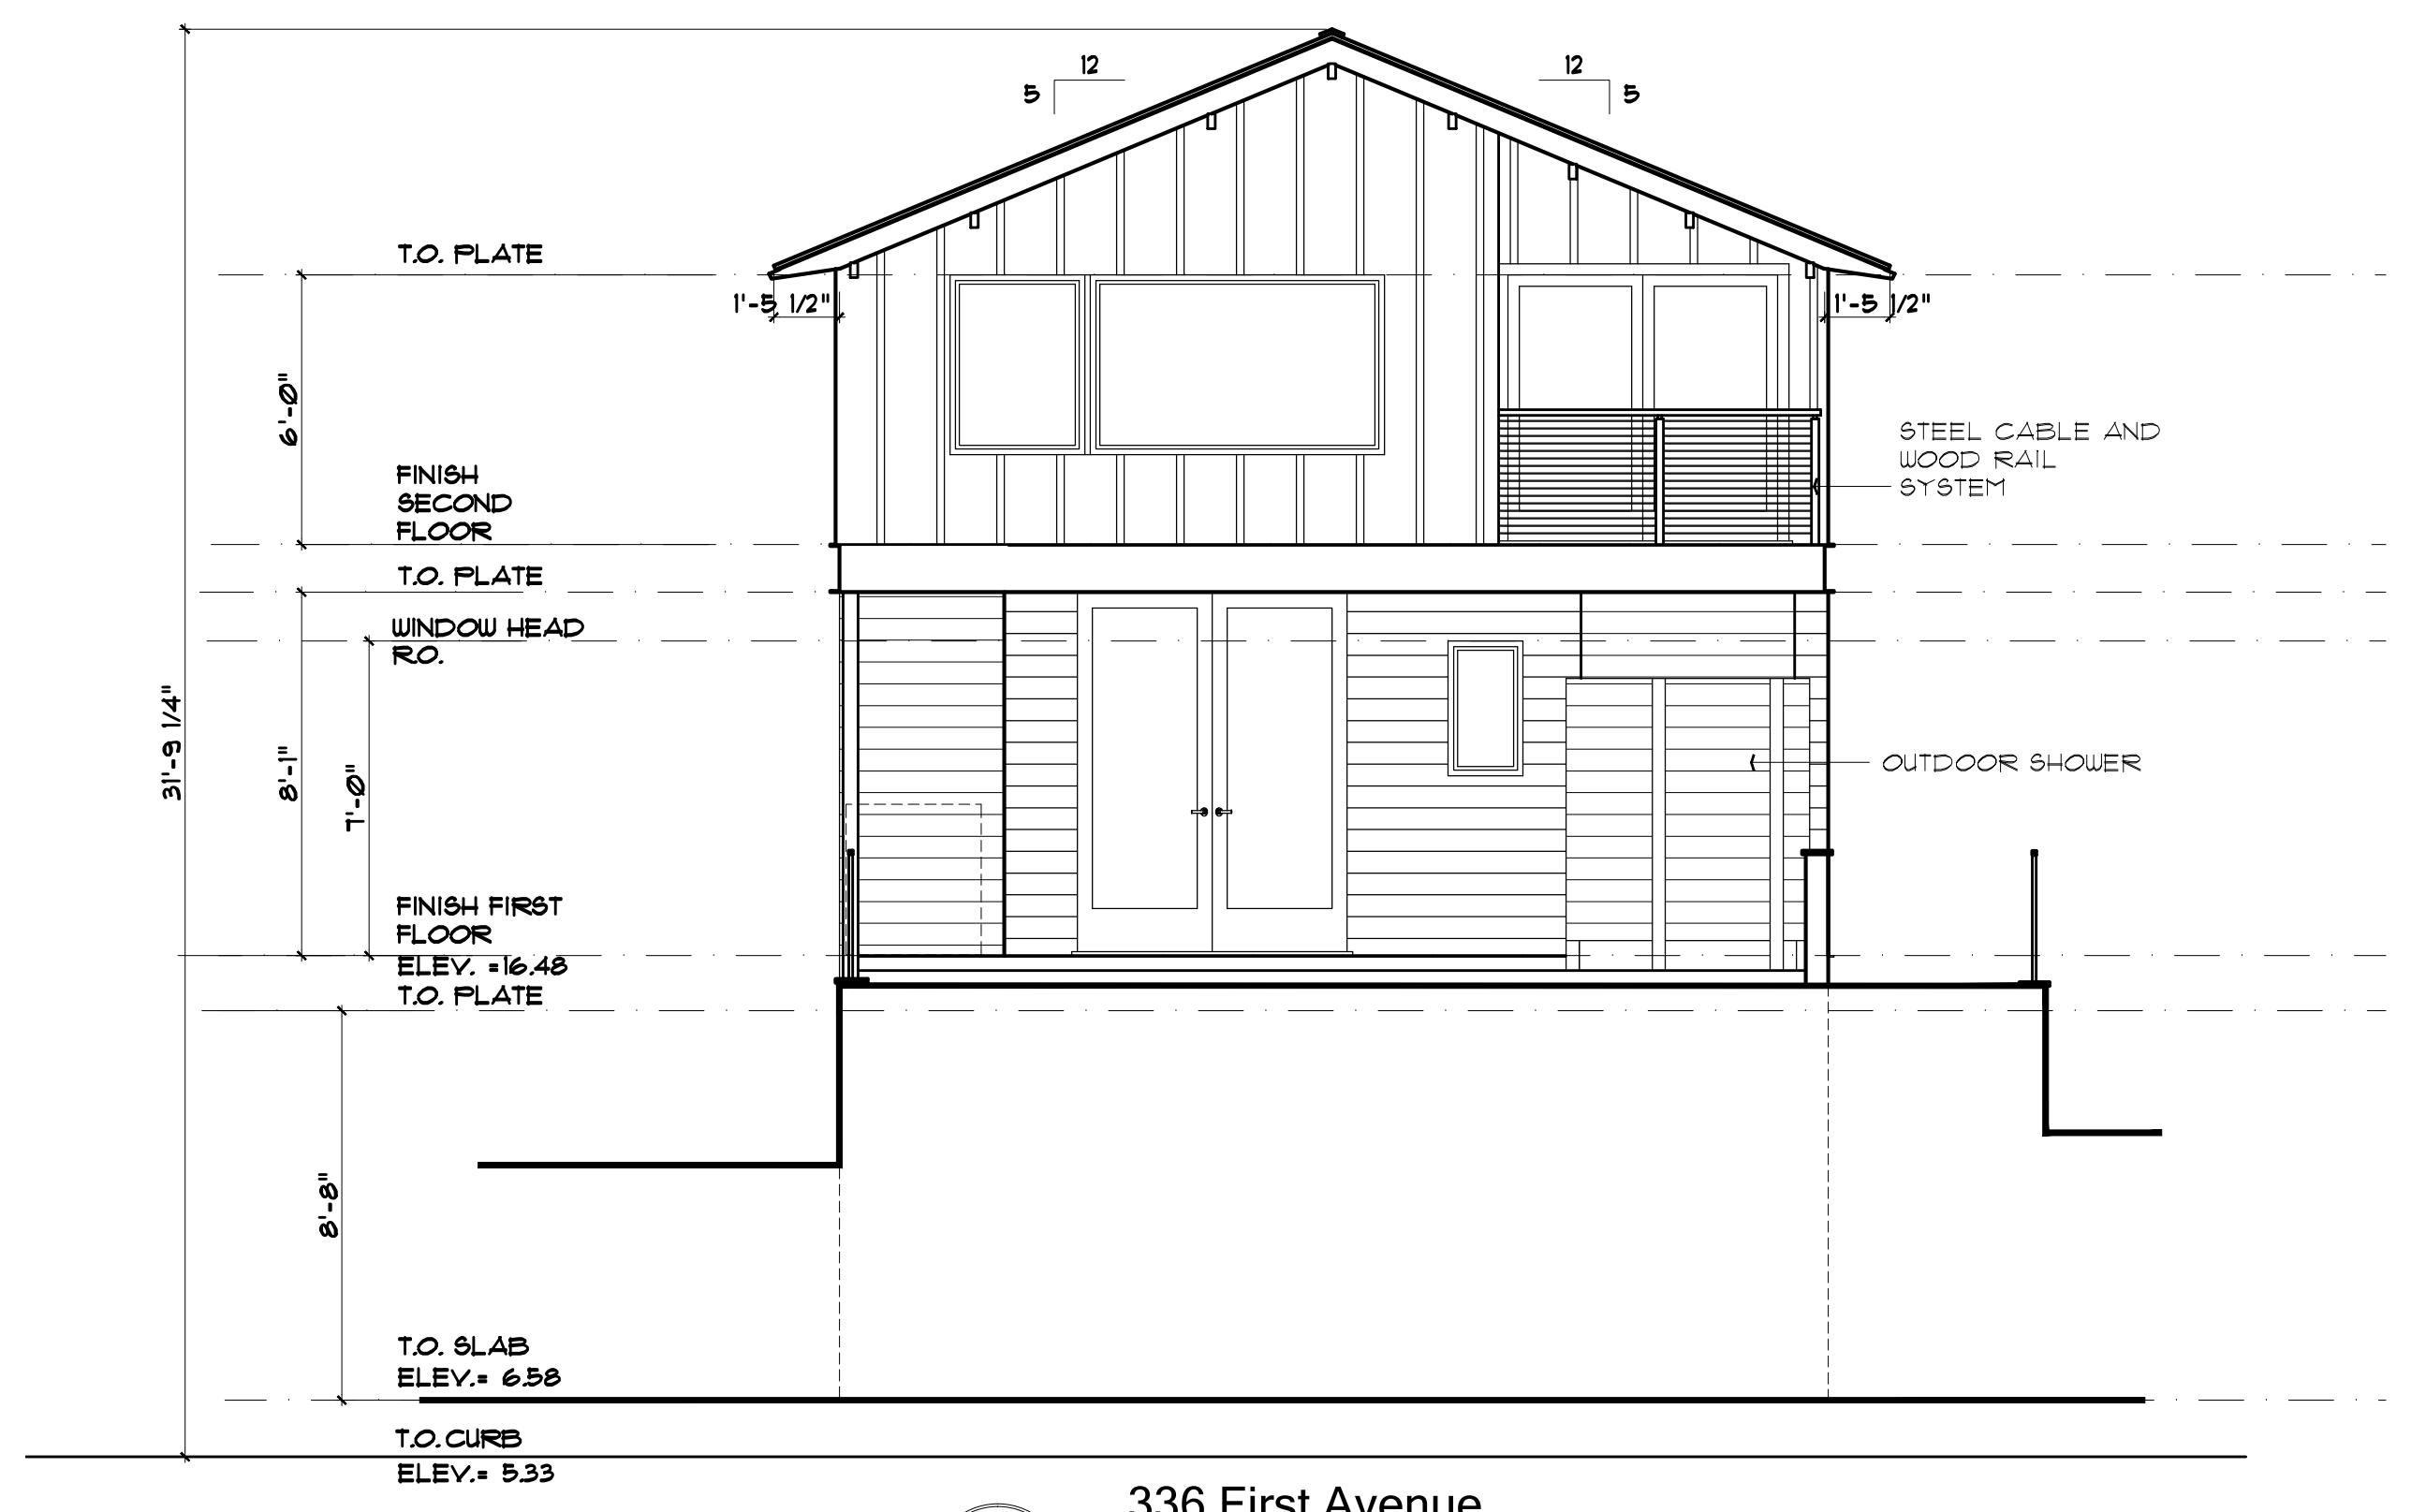 12
12
5
5
T.O. PLATE
1'-5 1/2"
1'-5 1/2"
6'-0"
STEEL CABLE AND
WOOD RAIL
SYSTEM
FINISH
SECOND
FLOOR
T.O. PLATE
WINDOW HEAD
R.O.
31'-9 1/4"
8'-1"
7'-0"
OUTDOOR SHOWER
FINISH FIRST
FLOOR
ELEV. =16.48
T.O. PLATE
8'-8"
T.O. SLAB
ELEV.= 6.58
T.O. CURB
ELEV.= 5.33
336 First Avenue